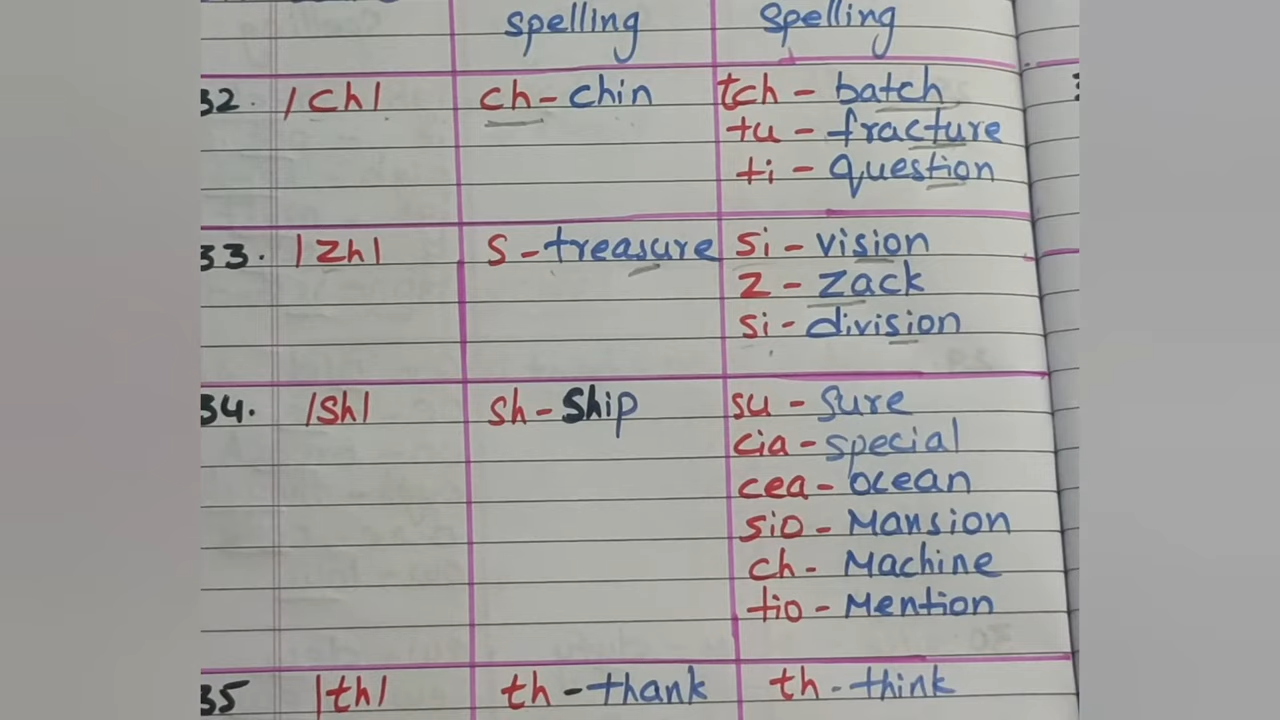 spelling spelling
32. /ch/ ch - chin tch - batch
tu - fracture
ti - question
33. /zh/ s - treasure si - vision
z - zack
si - division
34. /sh/ sh - ship su - sure
cia - special
cea - ocean
sio - Mansion
ch - Machine
tio - Mention
35 /th/ th - thank th - think